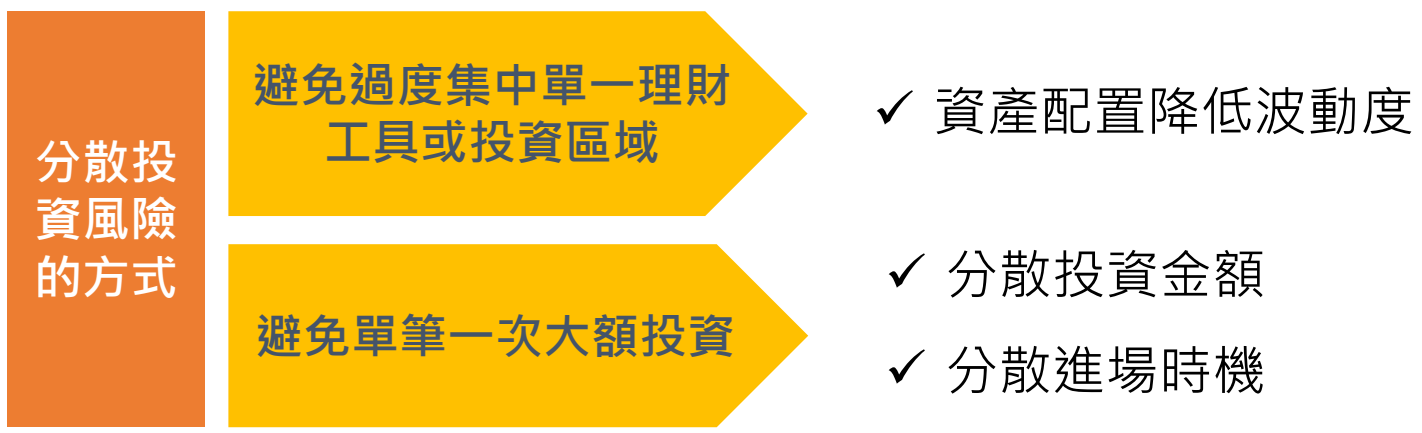 分散投
資風險
的方式
避免過度集中單一理財
工具或投資區域
✓ 資產配置降低波動度
避免單筆一次大額投資
✓ 分散投資金額
✓ 分散進場時機